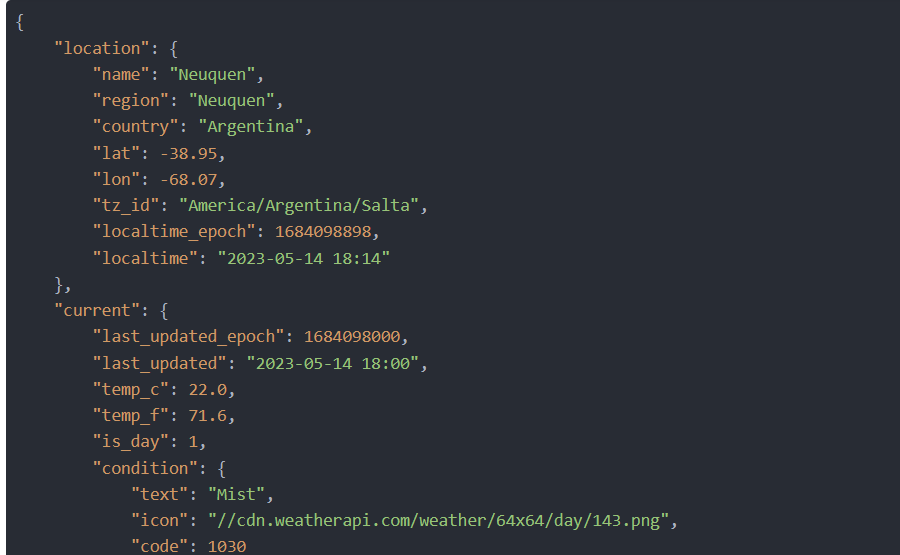 {
    "location": {
        "name": "Neuquen",
        "region": "Neuquen",
        "country": "Argentina",
        "lat": -38.95,
        "lon": -68.07,
        "tz_id": "America/Argentina/Salta",
        "localtime_epoch": 1684098898,
        "localtime": "2023-05-14 18:14"
    },
    "current": {
        "last_updated_epoch": 1684098000,
        "last_updated": "2023-05-14 18:00",
        "temp_c": 22.0,
        "temp_f": 71.6,
        "is_day": 1,
        "condition": {
            "text": "Mist",
            "icon": "//cdn.weatherapi.com/weather/64x64/day/143.png",
            "code": 1030